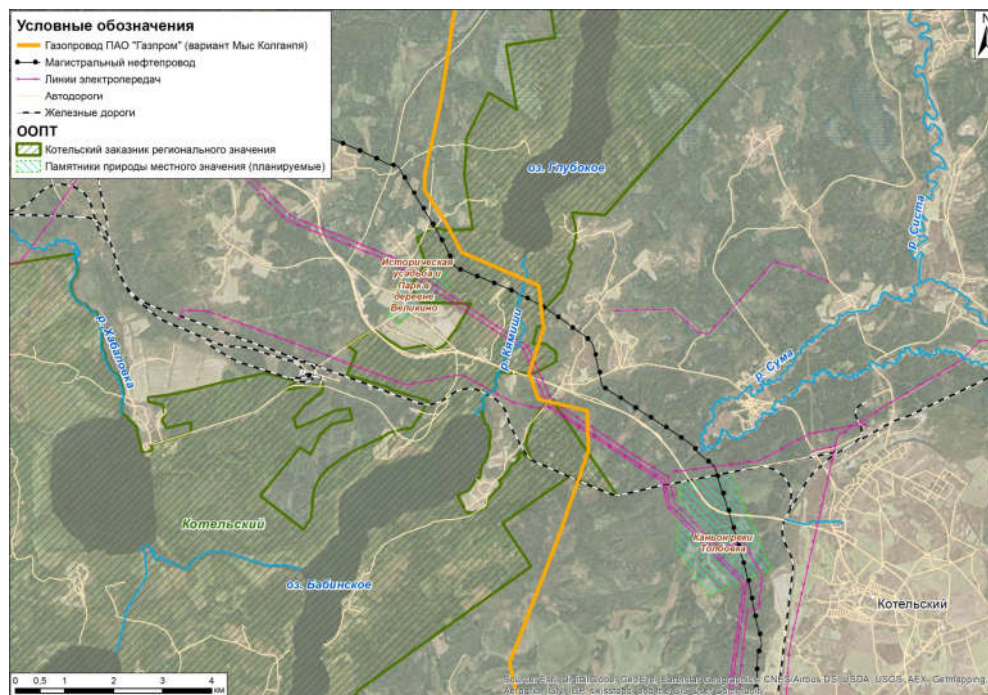 Условные обозначения
Газопровод ПАО "Газпром" (вариант Мыс Колганпя)
Магистральный нефтепровод
Линии электропередач
Автодороги
Железные дороги
ООПТ
Котельский заказник регионального значения
Памятники природы местного значения (планируемые)
N
оз. Глубокое
р. Систа
Историческая
усадьба и
Парк в
деревне
Великино
р. Хабаловка
р. Кямиши
р. Сума
Котельский
Каньон реки
Толбовка
оз. Бабинское
Котельский
0 0,5 1 2 3 4
км